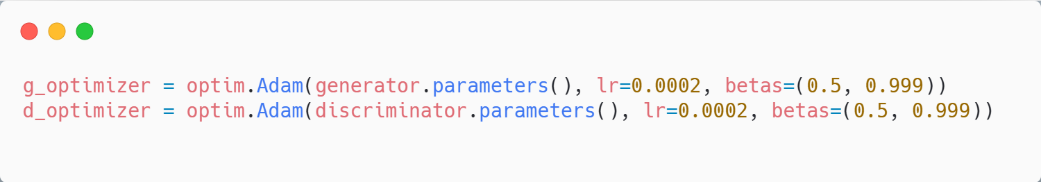 g_optimizer = optim.Adam(generator.parameters(), lr=0.0002, betas=(0.5, 0.999))
d_optimizer = optim.Adam(discriminator.parameters(), lr=0.0002, betas=(0.5, 0.999))